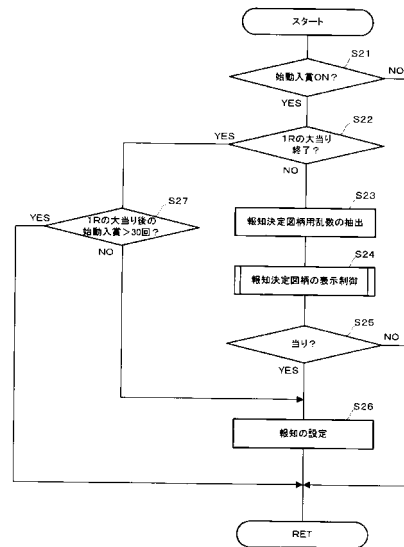 スタート
S21
始動入賞ON?
NO
YES
S22
YES
1Rの大当り
終了?
NO
S27
S23
YES
1Rの大当り後の
始動入賞>30回?
報知決定図柄用乱数の抽出
NO
S24
報知決定図柄の表示制御
S25
当り?
NO
YES
S26
報知の設定
RET